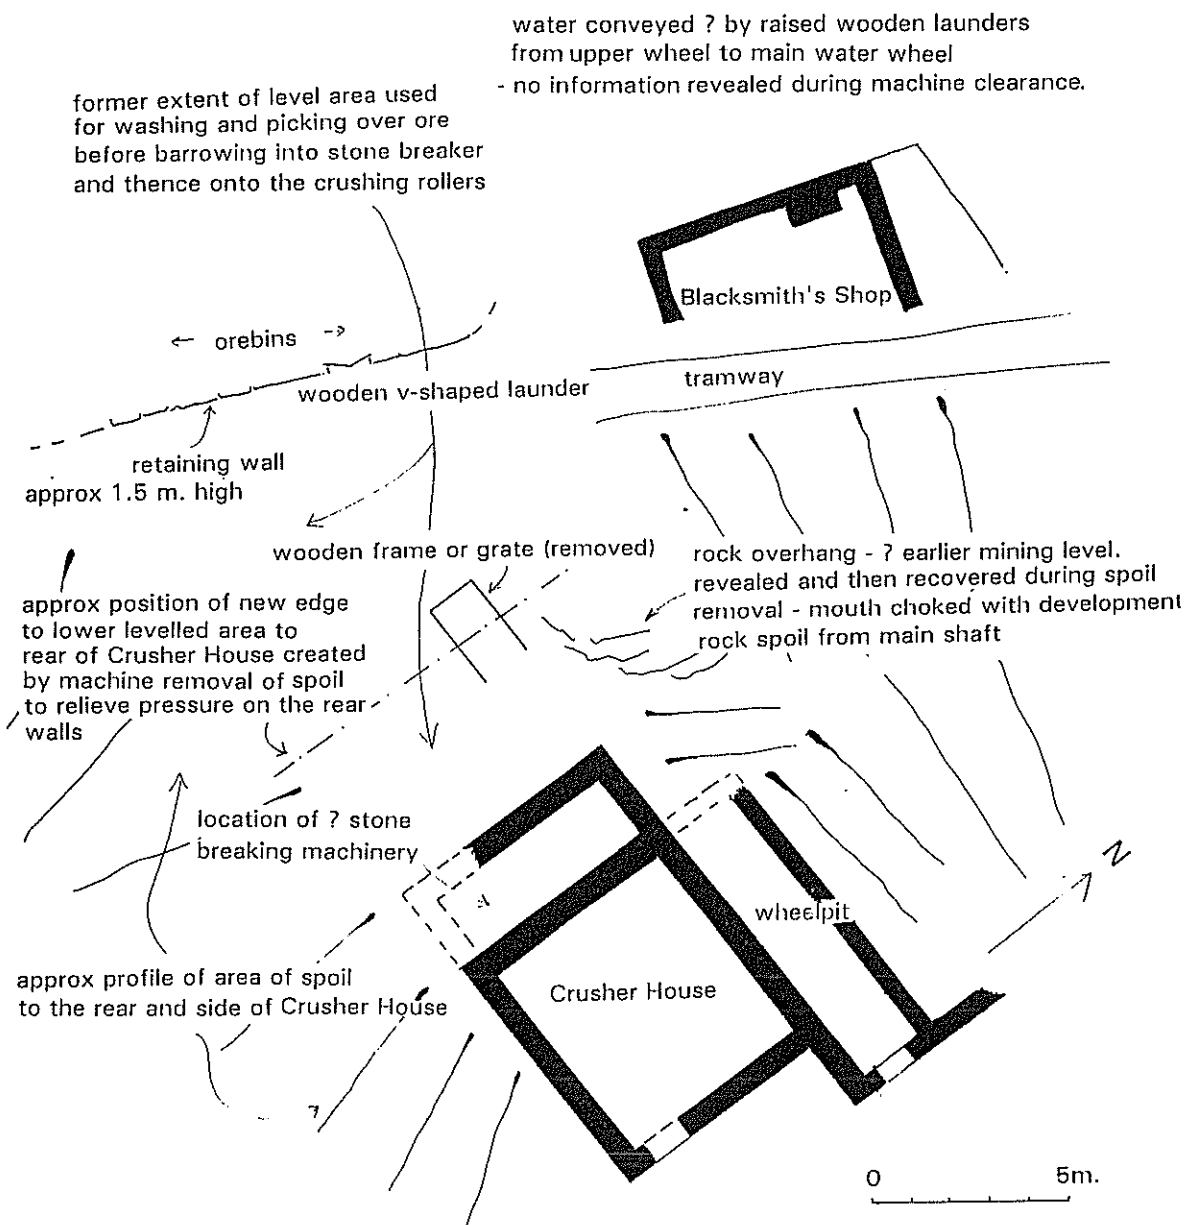 water conveyed ? by raised wooden launders
from upper wheel to main water wheel
- no information revealed during machine clearance.
former extent of level area used
for washing and picking over ore
before barrowing into stone breaker
and thence onto the crushing rollers
Blacksmith's Shop
orebins
tramway
wooden v-shaped launder
retaining wall
approx 1.5 m. high
wooden frame or grate (removed)
rock overhang - ? earlier mining level.
revealed and then recovered during spoil
removal - mouth choked with development
rock spoil from main shaft
approx position of new edge
to lower levelled area to
rear of Crusher House created
by machine removal of spoil
to relieve pressure on the rear
walls
location of ? stone
breaking machinery
N
wheelpit
Crusher House
approx profile of area of spoil
to the rear and side of Crusher House
?
0 5m.